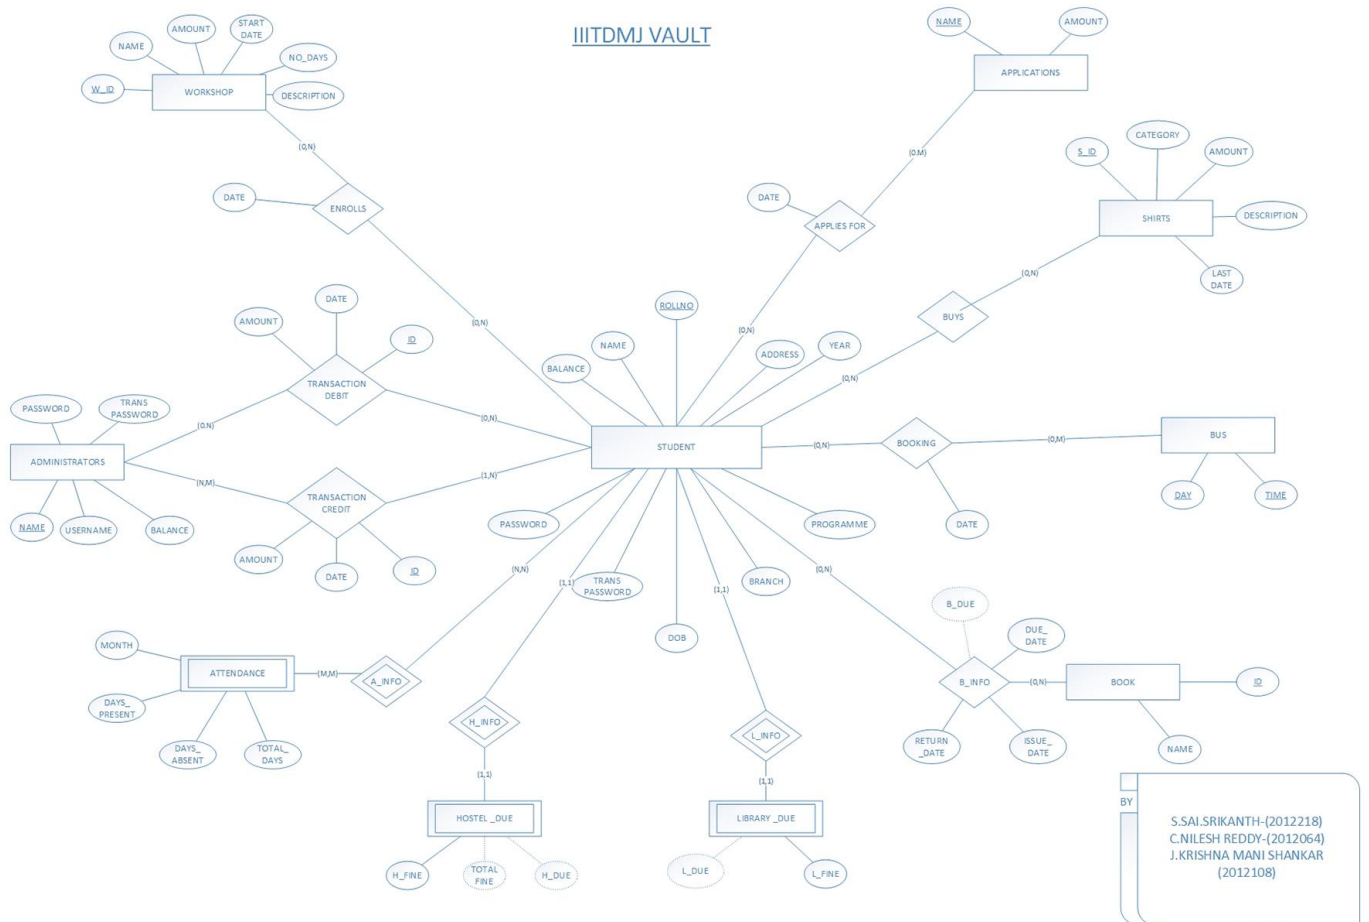 IIITDMJ VAULT
NAME
AMOUNT
START
DATE
AMOUNT
NAME
NO_DAYS
W_ID
WORKSHOP
DESCRIPTION
APPLICATIONS
(0,N)
(0.M)
CATEGORY
S_ID
AMOUNT
DATE
ENROLLS
DATE
APPLIES FOR
SHIRTS
DESCRIPTION
LAST
DATE
(0,N)
BUYS
DATE
AMOUNT
ID
(0,N)
ROLLNO
(0,N)
NAME
BALANCE
ADDRESS
YEAR
(0,N)
TRANSACTION
DEBIT
PASSWORD
TRANS
PASSWORD
(0.N)
(0,N)
ADMINISTRATORS
STUDENT
(0,N)
BOOKING
(0,M)
BUS
(N,M)
(1,N)
TRANSACTION
CREDIT
NAME
USERNAME
BALANCE
AMOUNT
DATE
ID
PASSWORD
PROGRAMME
DATE
DAY
TIME
(N,N)
(1,1)
TRANS
PASSWORD
(1,1)
BRANCH
(0,N)
DOB
B_DUE
DUE_
DATE
MONTH
ATTENDANCE
(M,M)
A_INFO
B_INFO
(0,N)
BOOK
ID
DAYS_
PRESENT
DAYS_
ABSENT
TOTAL_
DAYS
H_INFO
L_INFO
RETURN
_DATE
ISSUE_
DATE
NAME
(1,1)
(1,1)
HOSTEL _DUE
LIBRARY _DUE
H_FINE
TOTAL
FINE
H_DUE
L_DUE
L_FINE
BY
S.SAI.SRIKANTH-(2012218)
C.NILESH REDDY-(2012064)
J.KRISHNA MANI SHANKAR
(2012108)